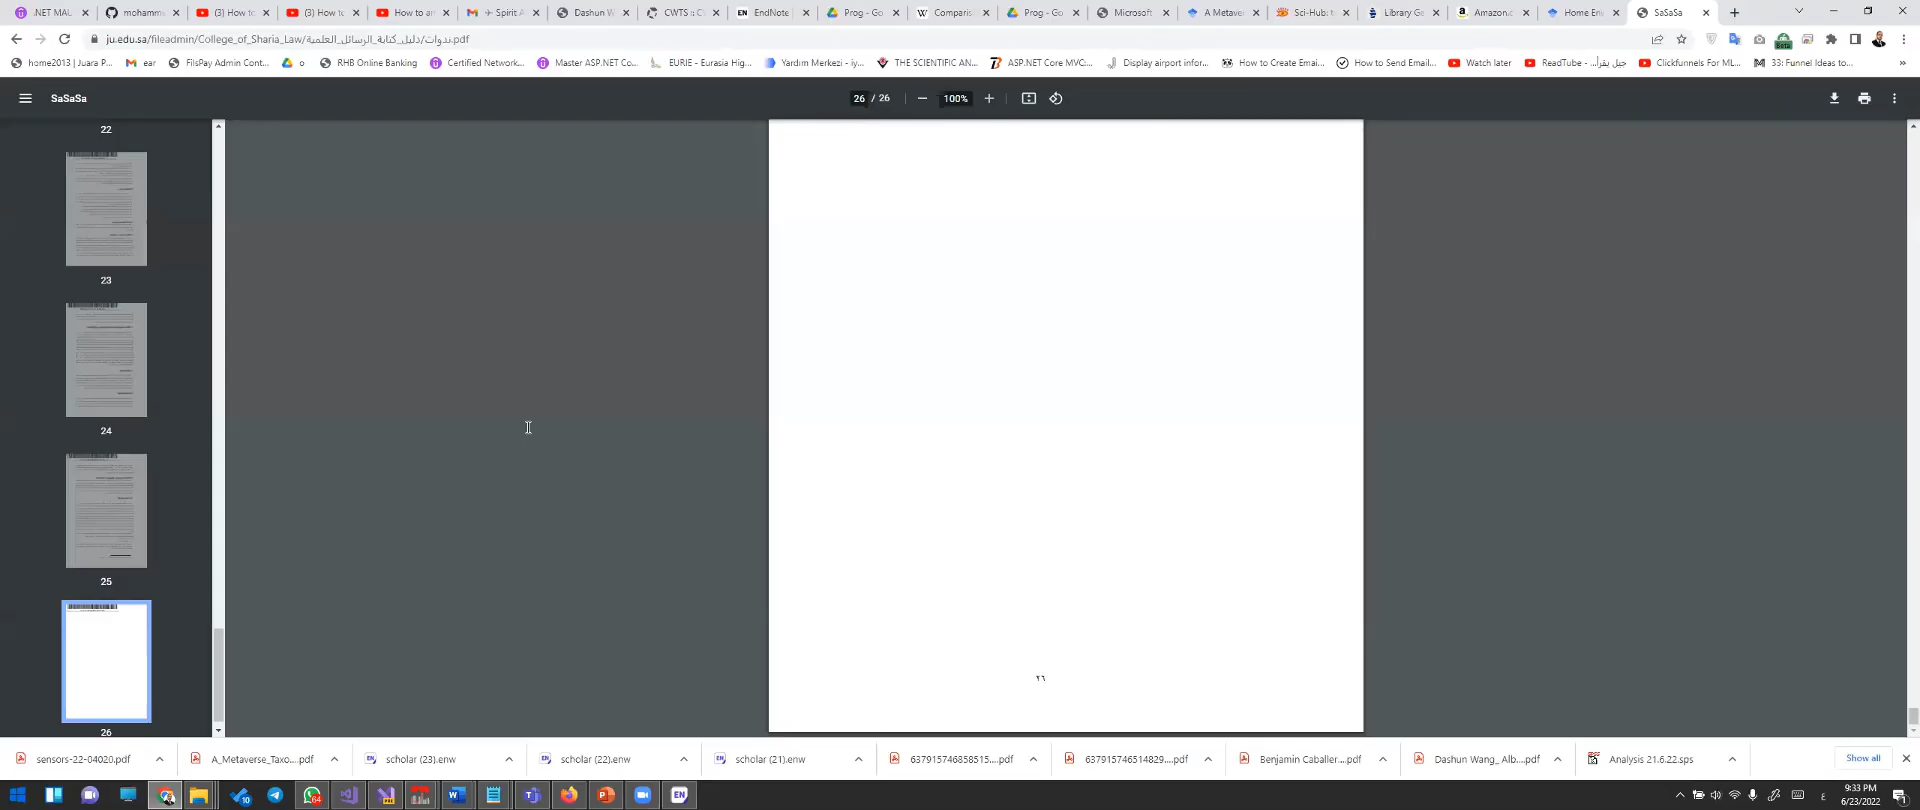 .NET MAU
mohamm
(3) How to
(3) How to
How to ar
Spirit A
Dashun W
CWTS :: C
EndNote
Prog - Go
Comparis
Prog - Go
Microsoft
A Metaver
Sci-Hub: t
Library Ge
Amazon.c
Home Env
SaSaSa
ju.edu.sa/fileadmin/College_of_Sharia_Law/ندوات/دليل_كتابة_الرسائل_العلمية.pdf
Beta
home2013 | Juara P...
ear
FilsPay Admin Cont...
o
RHB Online Banking
Certified Network...
Master ASP.NET Co...
EURIE - Eurasia Hig...
Yardım Merkezi - iy...
THE SCIENTIFIC AN...
ASP.NET Core MVC:...
Display airport infor...
How to Create Emai...
How to Send Email...
Watch later
ReadTube - ...جيل يقرأ
Clickfunnels For ML...
33: Funnel Ideas to...
SaSaSa
26 / 26
100%
22
23
24
25
26
٢٦
sensors-22-04020.pdf
A_Metaverse_Taxo....pdf
scholar (23).enw
scholar (22).enw
scholar (21).enw
637915746858515....pdf
637915746514829....pdf
Benjamin Caballer....pdf
Dashun Wang_ Alb....pdf
Analysis 21.6.22.sps
Show all
64
ع
9:33 PM
6/23/2022